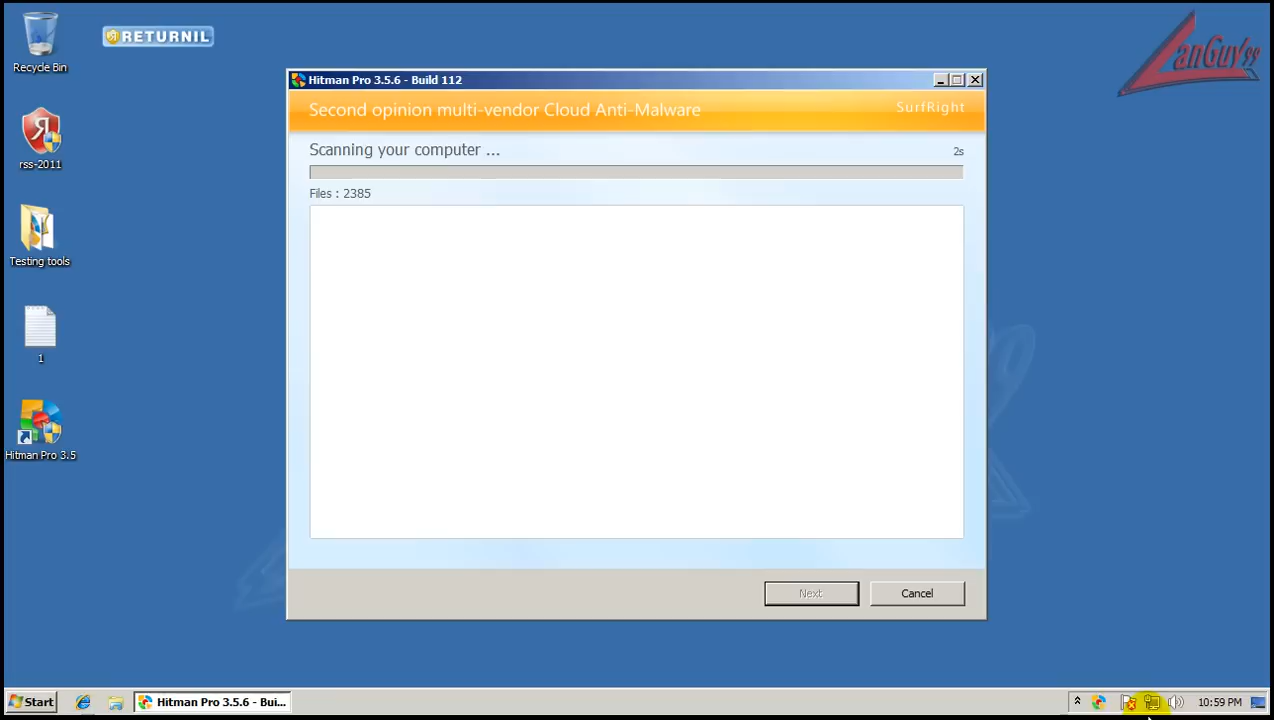 RETURNIL
LanGuy99
Recycle Bin
rss-2011
Testing tools
1
Hitman Pro 3.5
Hitman Pro 3.5.6 - Build 112
Second opinion multi-vendor Cloud Anti-Malware
SurfRight
Scanning your computer ...
2s
Files : 2385
Next
Cancel
Start
Hitman Pro 3.5.6 - Bui...
10:59 PM